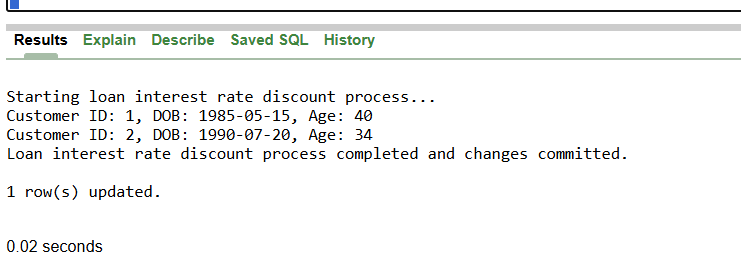 Results Explain Describe Saved SQL History
Starting loan interest rate discount process...
Customer ID: 1, DOB: 1985-05-15, Age: 40
Customer ID: 2, DOB: 1990-07-20, Age: 34
Loan interest rate discount process completed and changes committed.
1 row(s) updated.
0.02 seconds